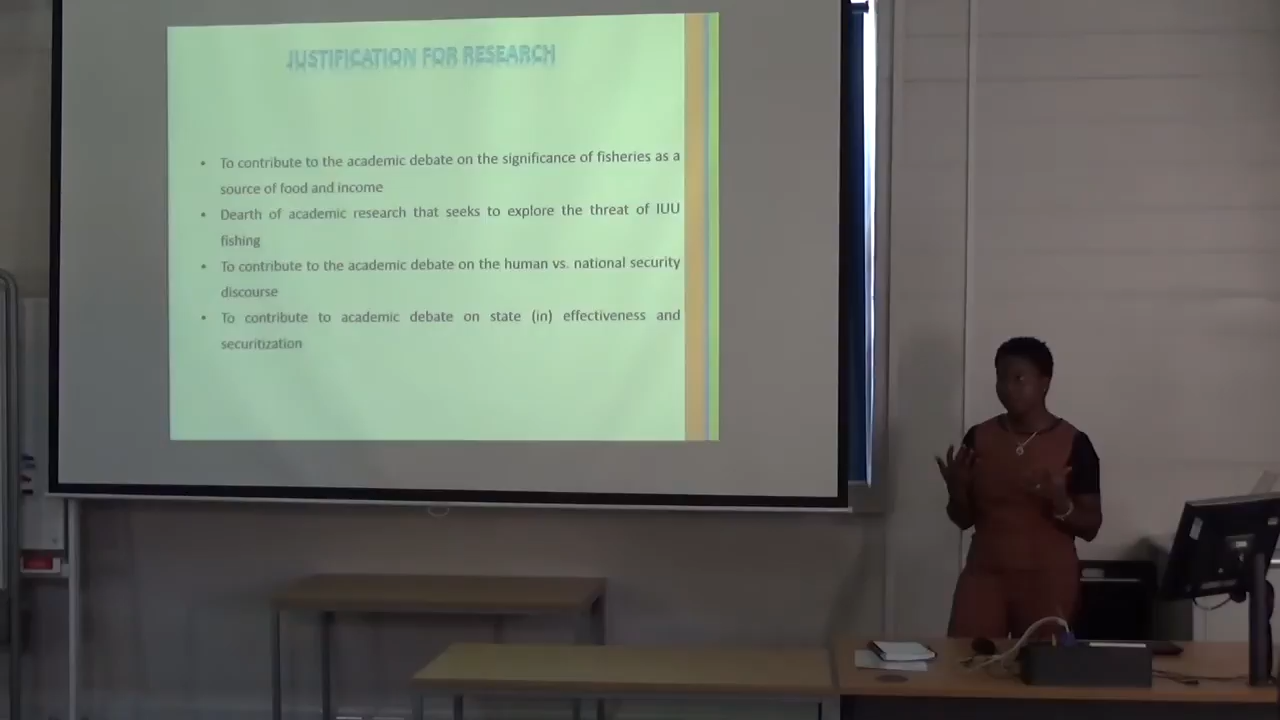 JUSTIFICATION FOR RESEARCH
• To contribute to the academic debate on the significance of fisheries as a
source of food and income
• Dearth of academic research that seeks to explore the threat of IUU
fishing
• To contribute to the academic debate on the human vs. national security
discourse
• To contribute to academic debate on state (in) effectiveness and
securitization